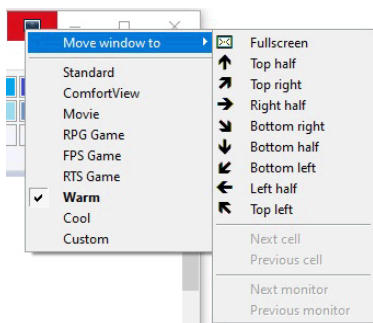 Move window to
Standard
ComfortView
Movie
RPG Game
FPS Game
RTS Game
Warm
Cool
Custom
Fullscreen
Top half
Top right
Right half
Bottom right
Bottom half
Bottom left
Left half
Top left
Next cell
Previous cell
Next monitor
Previous monitor